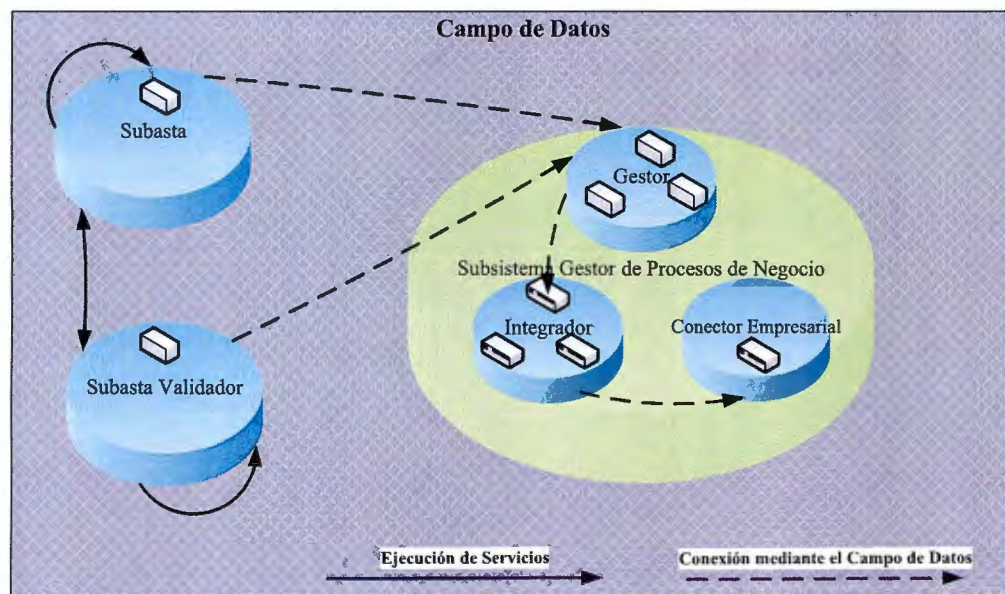 Campo de Datos
Subasta
Gestor
Subsistema Gestor de Procesos de Negocio
Integrador
Conector Empresarial
Subasta Validador
Ejecución de Servicios
Conexión mediante el Campo de Datos